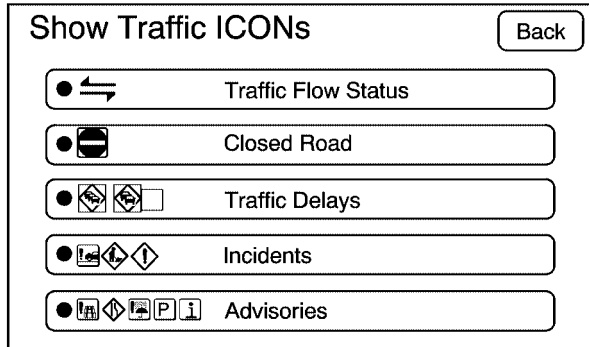 Show Traffic ICONs
Back
Traffic Flow Status
Closed Road
Traffic Delays
Incidents
P i Advisories